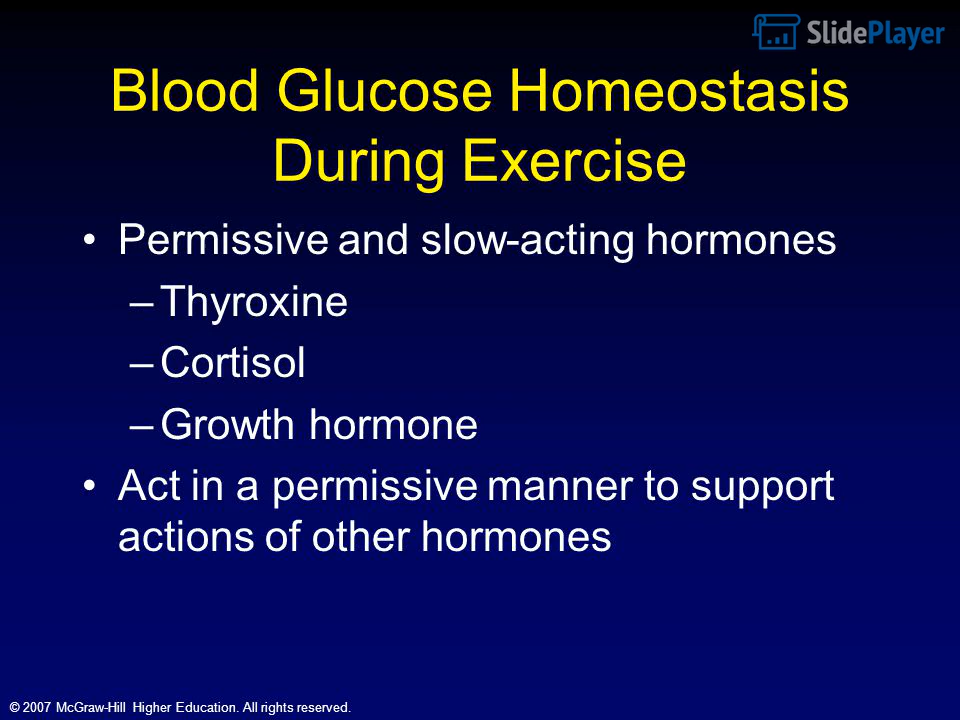 SlidePlayer
Blood Glucose Homeostasis
During Exercise
• Permissive and slow-acting hormones
– Thyroxine
– Cortisol
– Growth hormone
• Act in a permissive manner to support
actions of other hormones
© 2007 McGraw-Hill Higher Education. All rights reserved.